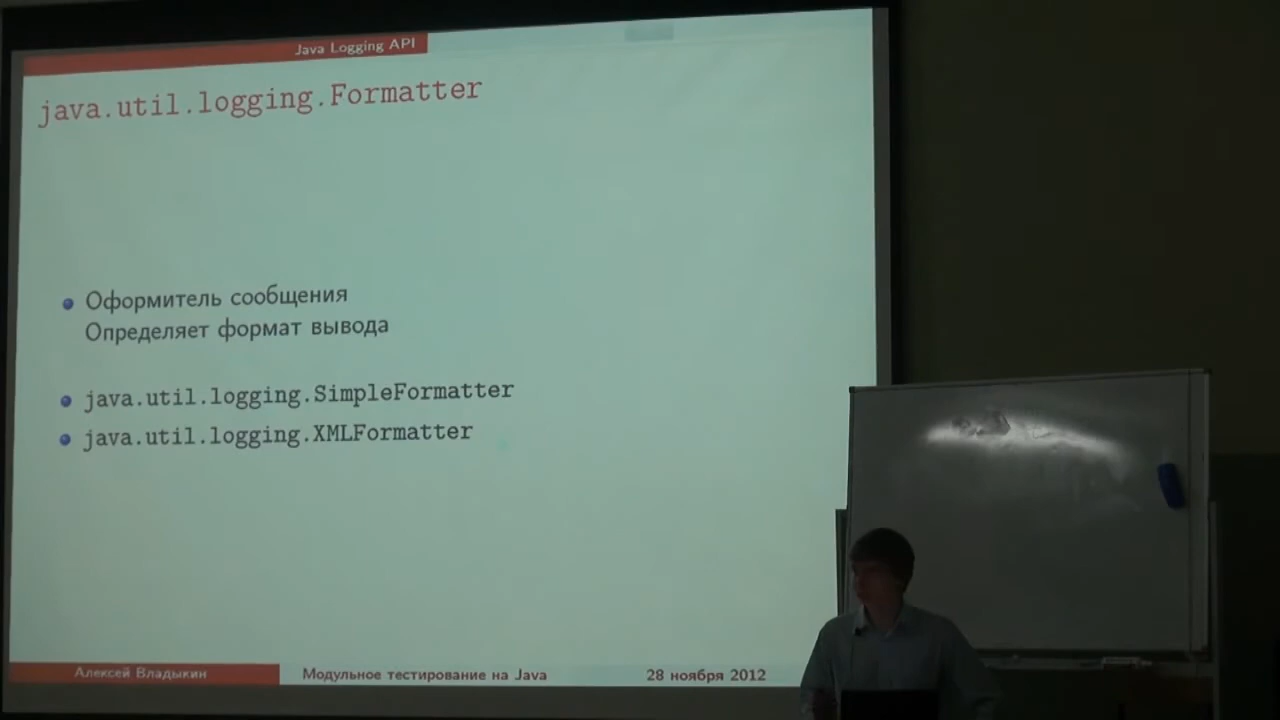 Java Logging API
java.util.logging.Formatter
Оформитель сообщения
Определяет формат вывода
java.util.logging.SimpleFormatter
java.util.logging.XMLFormatter
Алексей Владыкин
Модульное тестирование на Java
28 ноября 2012